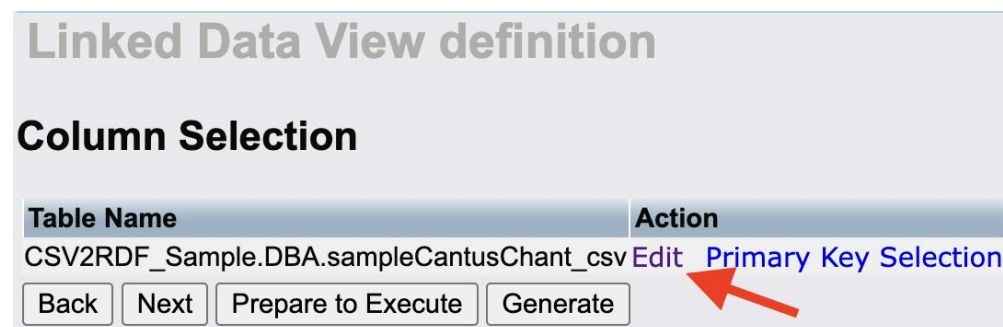 Linked Data View definition
Column Selection
Table Name Action
CSV2RDF_Sample.DBA.sampleCantusChant_csv Edit Primary Key Selection
Back Next Prepare to Execute Generate